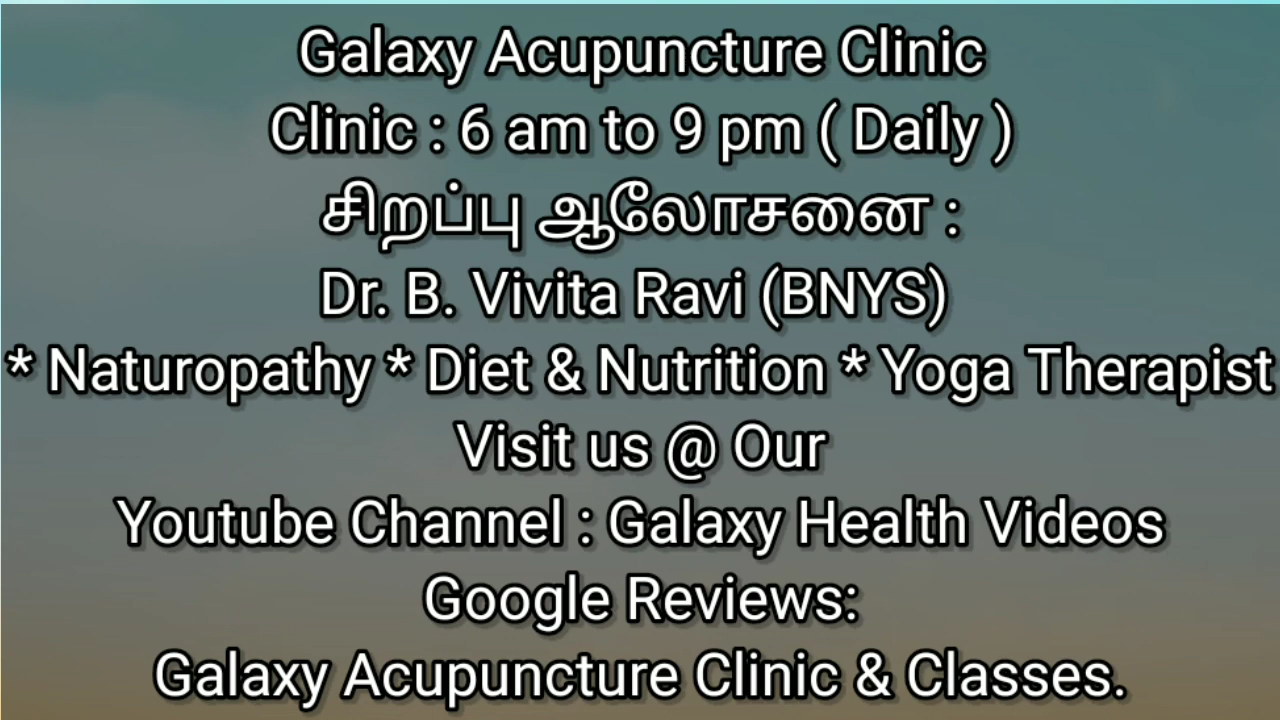 Galaxy Acupuncture Clinic
Clinic : 6 am to 9 pm ( Daily )
சிறப்பு ஆலோசனை :
Dr. B. Vivita Ravi (BNYS)
* Naturopathy * Diet & Nutrition * Yoga Therapist
Visit us @ Our
Youtube Channel : Galaxy Health Videos
Google Reviews:
Galaxy Acupuncture Clinic & Classes.